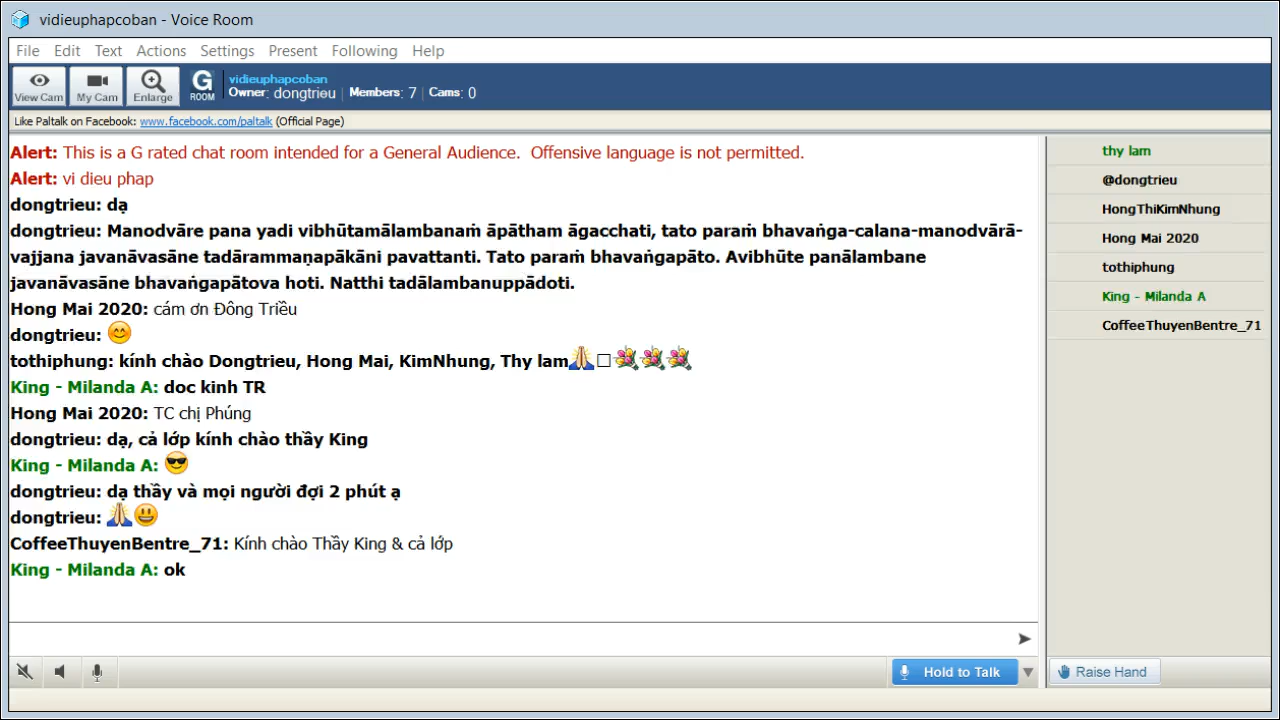 vidieuphapcoban - Voice Room
File Edit Text Actions Settings Present Following Help
View Cam
My Cam
Enlarge
G
ROOM
vidieuphapcoban
Owner: dongtrieu | Members: 7 | Cams: 0
Like Paltalk on Facebook: www.facebook.com/paltalk (Official Page)
Alert: This is a G rated chat room intended for a General Audience. Offensive language is not permitted.
Alert: vi dieu phap
dongtrieu: dạ
dongtrieu: Manodvāre pana yadi vibhūtamālambanaṁ āpātham āgacchati, tato paraṁ bhavaṅga-calana-manodvārā-
vajjana javanāvasāne tadārammaṇapākāni pavattanti. Tato paraṁ bhavaṅgapāto. Avibhūte panālambane
javanāvasāne bhavaṅgapātova hoti. Natthi tadālambanuppādoti.
Hong Mai 2020: cám ơn Đông Triều
dongtrieu: 😊
tothiphung: kính chào Dongtrieu, Hong Mai, KimNhung, Thy lam🙏□💐💐💐
King - Milanda A: doc kinh TR
Hong Mai 2020: TC chị Phúng
dongtrieu: dạ, cả lớp kính chào thầy King
King - Milanda A: 😎
dongtrieu: dạ thầy và mọi người đợi 2 phút ạ
dongtrieu: 🙏😃
CoffeeThuyenBentre_71: Kính chào Thầy King & cả lớp
King - Milanda A: ok
Hold to Talk
thy lam
@dongtrieu
HongThiKimNhung
Hong Mai 2020
tothiphung
King - Milanda A
CoffeeThuyenBentre_71
Raise Hand